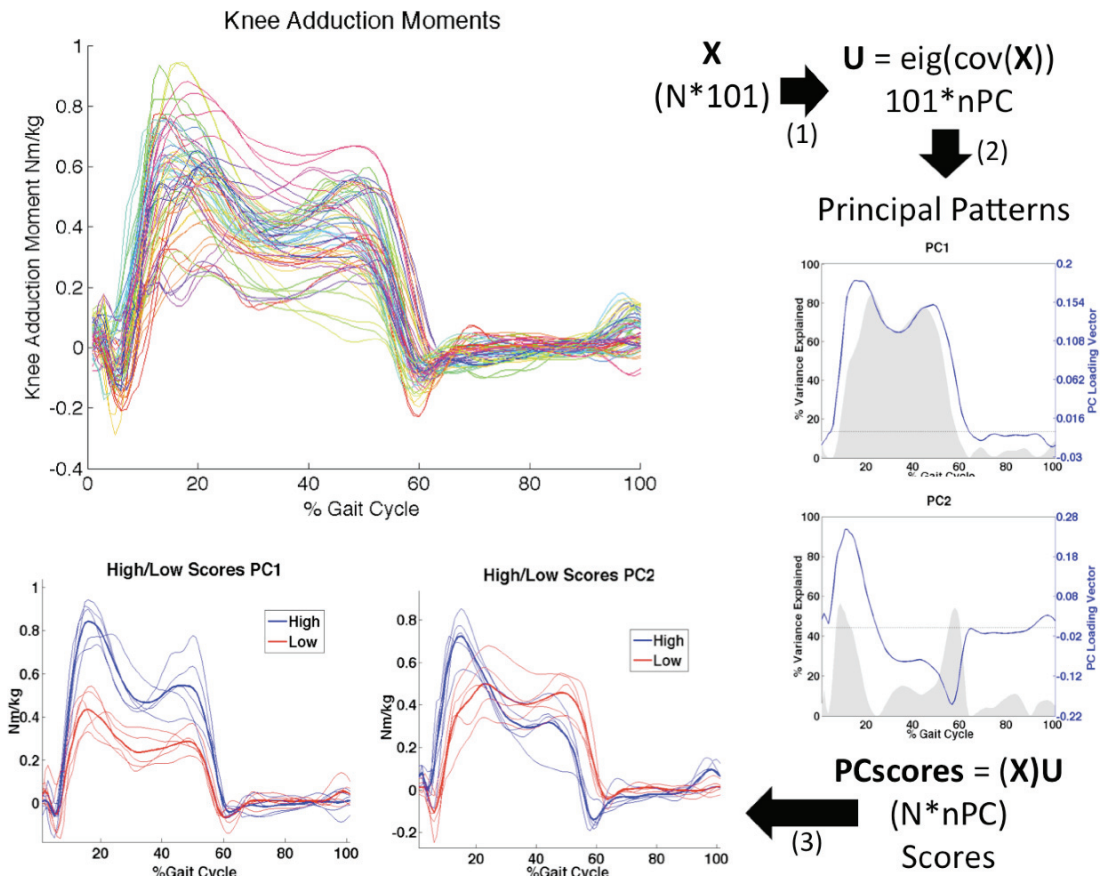 Knee Adduction Moments
Knee Adduction Moment Nm/kg
1
0.8
0.6
0.4
0.2
0
-0.2
-0.4
0 20 40 60 80 100
% Gait Cycle
X
(N*101)
(1)
U = eig(cov(X))
101*nPC
(2)
Principal Patterns
PC1
% Variance Explained
100
80
60
40
20
0
0.2
0.154
0.108
0.062
0.016
-0.03
PC Loading Vector
20 40 60 80 100
% Gait Cycle
PC2
% Variance Explained
100
80
60
40
20
0
0.28
0.18
0.08
-0.02
-0.12
-0.22
PC Loading Vector
20 40 60 80 100
% Gait Cycle
PCscores = (X)U
(N*nPC)
Scores
(3)
High/Low Scores PC1
High
Low
Nm/kg
1
0.8
0.6
0.4
0.2
0
20 40 60 80 100
%Gait Cycle
High/Low Scores PC2
High
Low
Nm/kg
0.8
0.6
0.4
0.2
0
-0.2
20 40 60 80 100
%Gait Cycle